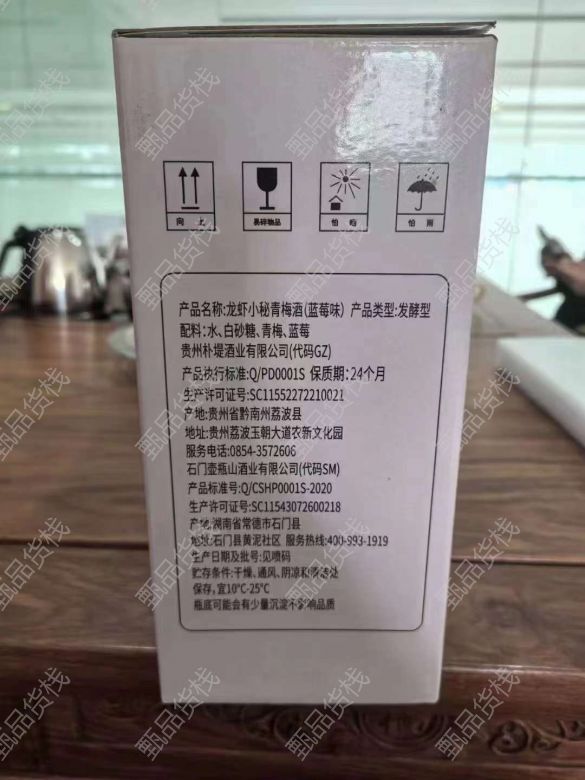 向 上
易碎物品
怕 晒
怕 雨
产品名称:龙虾小秘青梅酒(蓝莓味) 产品类型:发酵型
配料:水、白砂糖、青梅、蓝莓
贵州朴堤酒业有限公司(代码GZ)
产品执行标准:Q/PD0001S 保质期:24个月
生产许可证号:SC11552272210021
产地:贵州省黔南州荔波县
地址:贵州荔波玉朝大道农新文化园
服务电话:0854-3572606
石门壶瓶山酒业有限公司(代码SM)
产品标准号:Q/CSHP0001S-2020
生产许可证号:SC11543072600218
产地:湖南省常德市石门县
地址:石门县黄泥社区 服务热线:400-993-1919
生产日期及批号:见喷码
贮存条件:干燥、通风、阴凉和清洁处
保存,宜10°C-25°C
瓶底可能会有少量沉淀不影响品质
甄品货栈